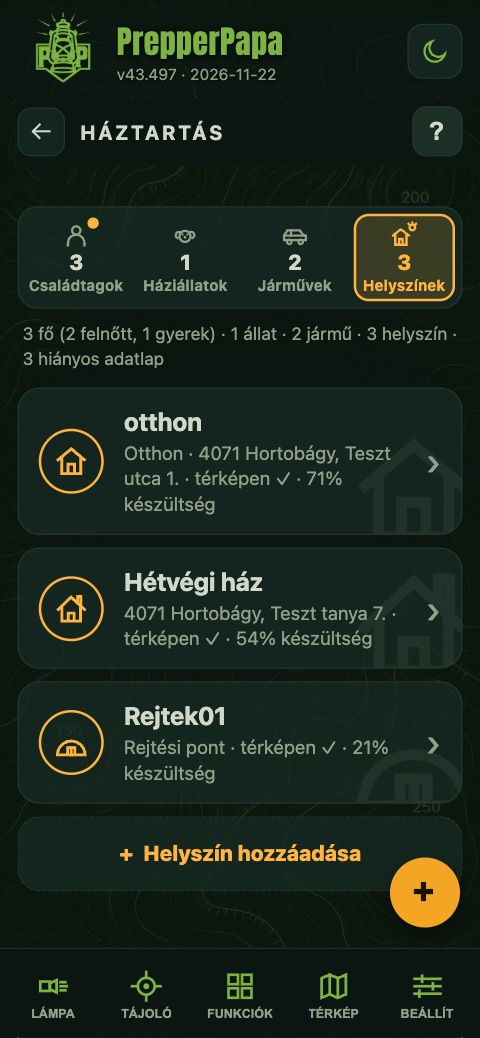 PrepperPapa
v43.497 · 2026-11-22
HÁZTARTÁS
?
200
3
Családtagok
1
Háziállatok
2
Járművek
3
Helyszínek
3 fő (2 felnőtt, 1 gyerek) · 1 állat · 2 jármű · 3 helyszín ·
3 hiányos adatlap
otthon
Otthon · 4071 Hortobágy, Teszt
utca 1. · térképen ✓ · 71%
készültség
Hétvégi ház
4071 Hortobágy, Teszt tanya 7. ·
térképen ✓ · 54% készültség
150
Rejtek01
Rejtési pont · térképen ✓ · 21%
készültség
250
+ Helyszín hozzáadása
+
LÁMPA
TÁJOLÓ
FUNKCIÓK
TÉRKÉP
BEÁLLÍT